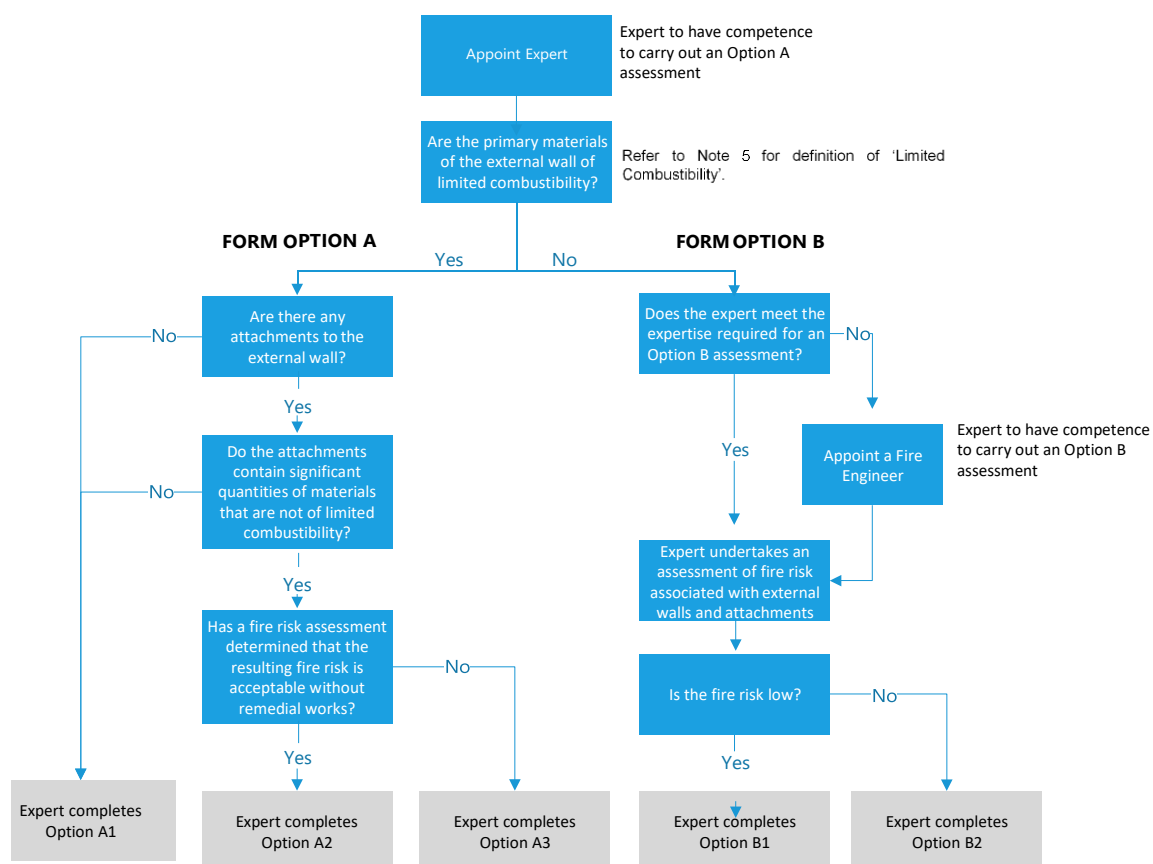 Appoint Expert
Expert to have competence
to carry out an Option A
assessment
Are the primary materials
of the external wall of
limited combustibility?
Refer to Note 5 for definition of ‘Limited
Combustibility’.
FORM OPTION A
FORM OPTION B
Yes
No
Are there any
attachments to the
external wall?
No
Yes
Does the expert meet the
expertise required for an
Option B assessment?
No
Yes
Do the attachments
contain significant
quantities of materials
that are not of limited
combustibility?
No
Yes
Appoint a Fire
Engineer
Expert to have competence
to carry out an Option B
assessment
Expert undertakes an
assessment of fire risk
associated with external
walls and attachments
Has a fire risk assessment
determined that the
resulting fire risk is
acceptable without
remedial works?
No
Yes
Is the fire risk low?
No
Yes
Expert completes
Option A1
Expert completes
Option A2
Expert completes
Option A3
Expert completes
Option B1
Expert completes
Option B2